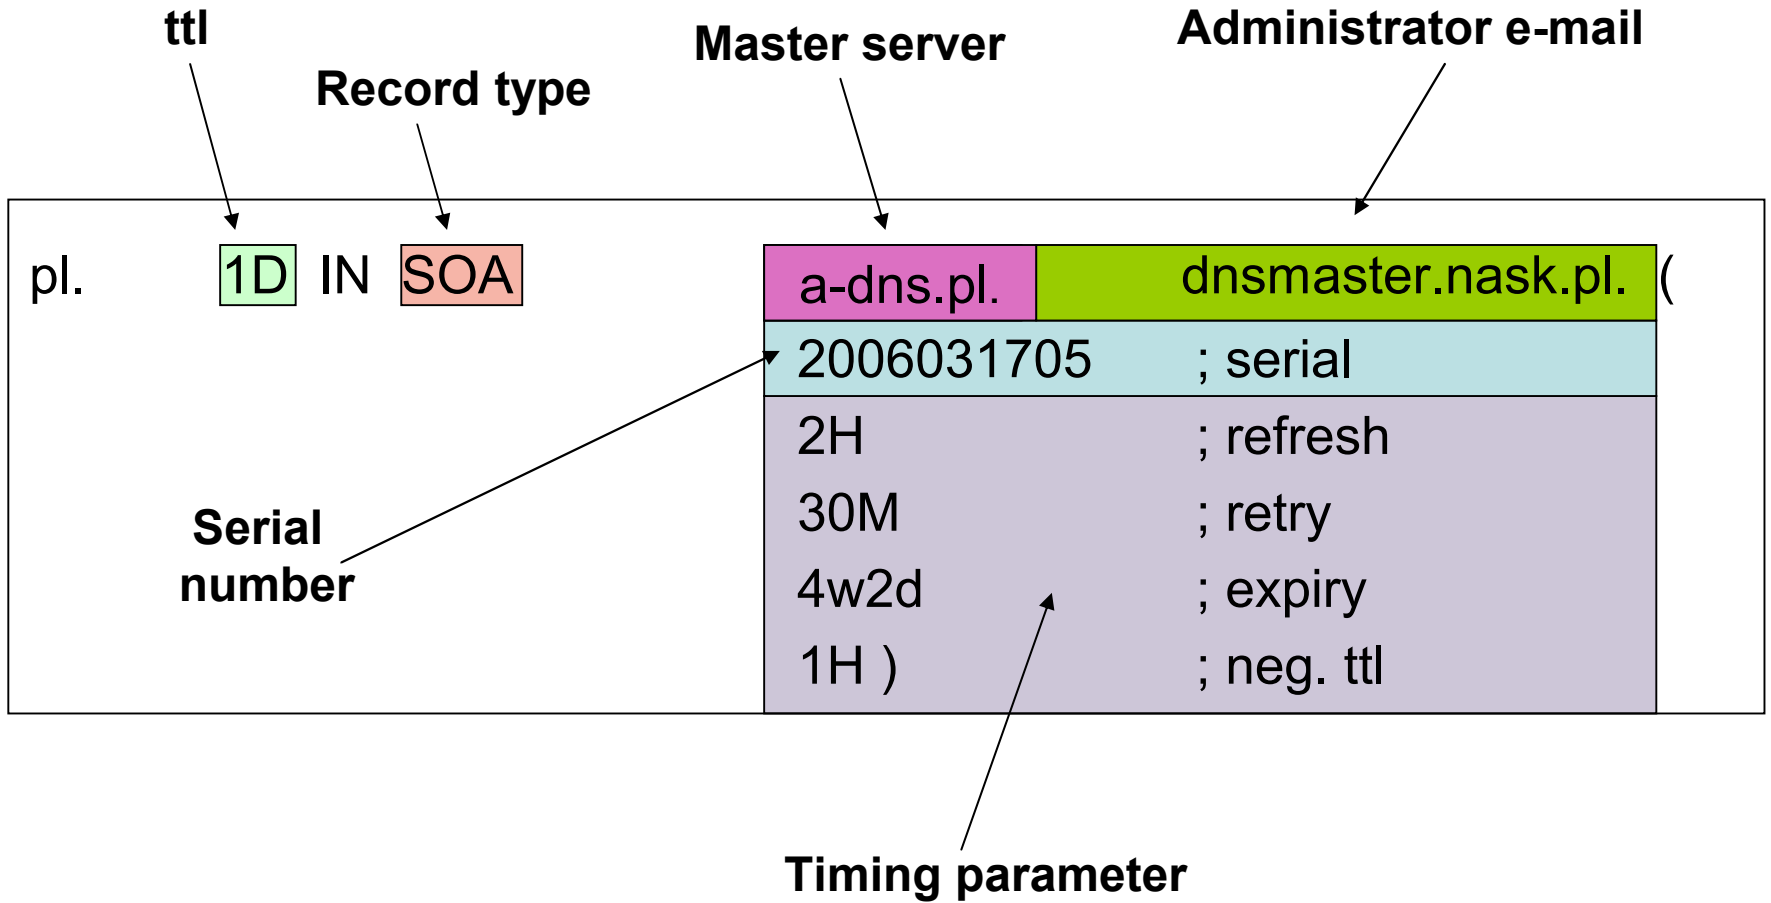 ttl
Master server
Administrator e-mail
Record type
pl. 1D IN SOA a-dns.pl. dnsmaster.nask.pl. (
2006031705 ; serial
2H ; refresh
30M ; retry
Serial
number
4w2d ; expiry
1H ) ; neg. ttl
Timing parameter